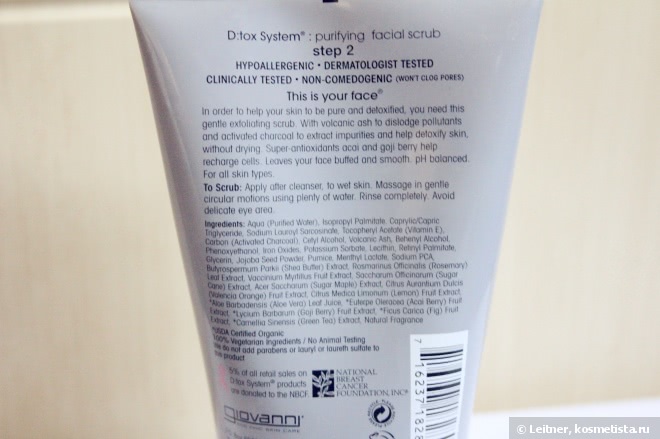 D:tox System® : purifying facial scrub
step 2
HYPOALLERGENIC • DERMATOLOGIST TESTED
CLINICALLY TESTED • NON-COMEDOGENIC (WON'T CLOG PORES)
This is your face®
In order to help your skin to be pure and detoxified, you need this
gentle exfoliating scrub. With volcanic ash to dislodge pollutants
and activated charcoal to extract impurities and help detoxify skin,
without drying. Super-antioxidants acai and goji berry help
recharge cells. Leaves your face buffed and smooth. pH balanced.
For all skin types.
To Scrub: Apply after cleanser, to wet skin. Massage in gentle
circular motions using plenty of water. Rinse completely. Avoid
delicate eye area.
Ingredients: Aqua (Purified Water), Isopropyl Palmitate, Caprylic/Capric
Triglyceride, Sodium Lauroyl Sarcosinate, Tocopheryl Acetate (Vitamin E),
Carbon (Activated Charcoal), Cetyl Alcohol, Volcanic Ash, Behenyl Alcohol,
Phenoxyethanol, Iron Oxides, Potassium Sorbate, Lecithin, Retinyl Palmitate,
Glycerin, Jojoba Seed Powder, Pumice, Menthyl Lactate, Sodium PCA,
Butyrospermum Parkii (Shea Butter) Extract, Rosmarinus Officinalis (Rosemary)
Leaf Extract, Vaccinium Myrtillus Fruit Extract, Saccharum Officinarum (Sugar
Cane) Extract, Acer Saccharum (Sugar Maple) Extract, Citrus Aurantium Dulcis
(Valencia Orange) Fruit Extract, Citrus Medica Limonum (Lemon) Fruit Extract,
*Aloe Barbadensis (Aloe Vera) Leaf Juice, *Euterpe Oleracea (Acai Berry) Fruit
Extract, *Lycium Barbarum (Goji Berry) Fruit Extract, *Ficus Carica (Fig) Fruit
Extract, *Camellia Sinensis (Green Tea) Extract, Natural Fragrance
*USDA Certified Organic
100% Vegetarian Ingredients / No Animal Testing
We do not add parabens or lauryl or laureth sulfate to
this product
5% of all retail sales on
D:tox System® products
are donated to the NBCF.
NATIONAL
BREAST
CANCER
FOUNDATION, INC®
giovanni®
SKIN CARE
7 16237 1828
© Leitner, kosmetista.ru